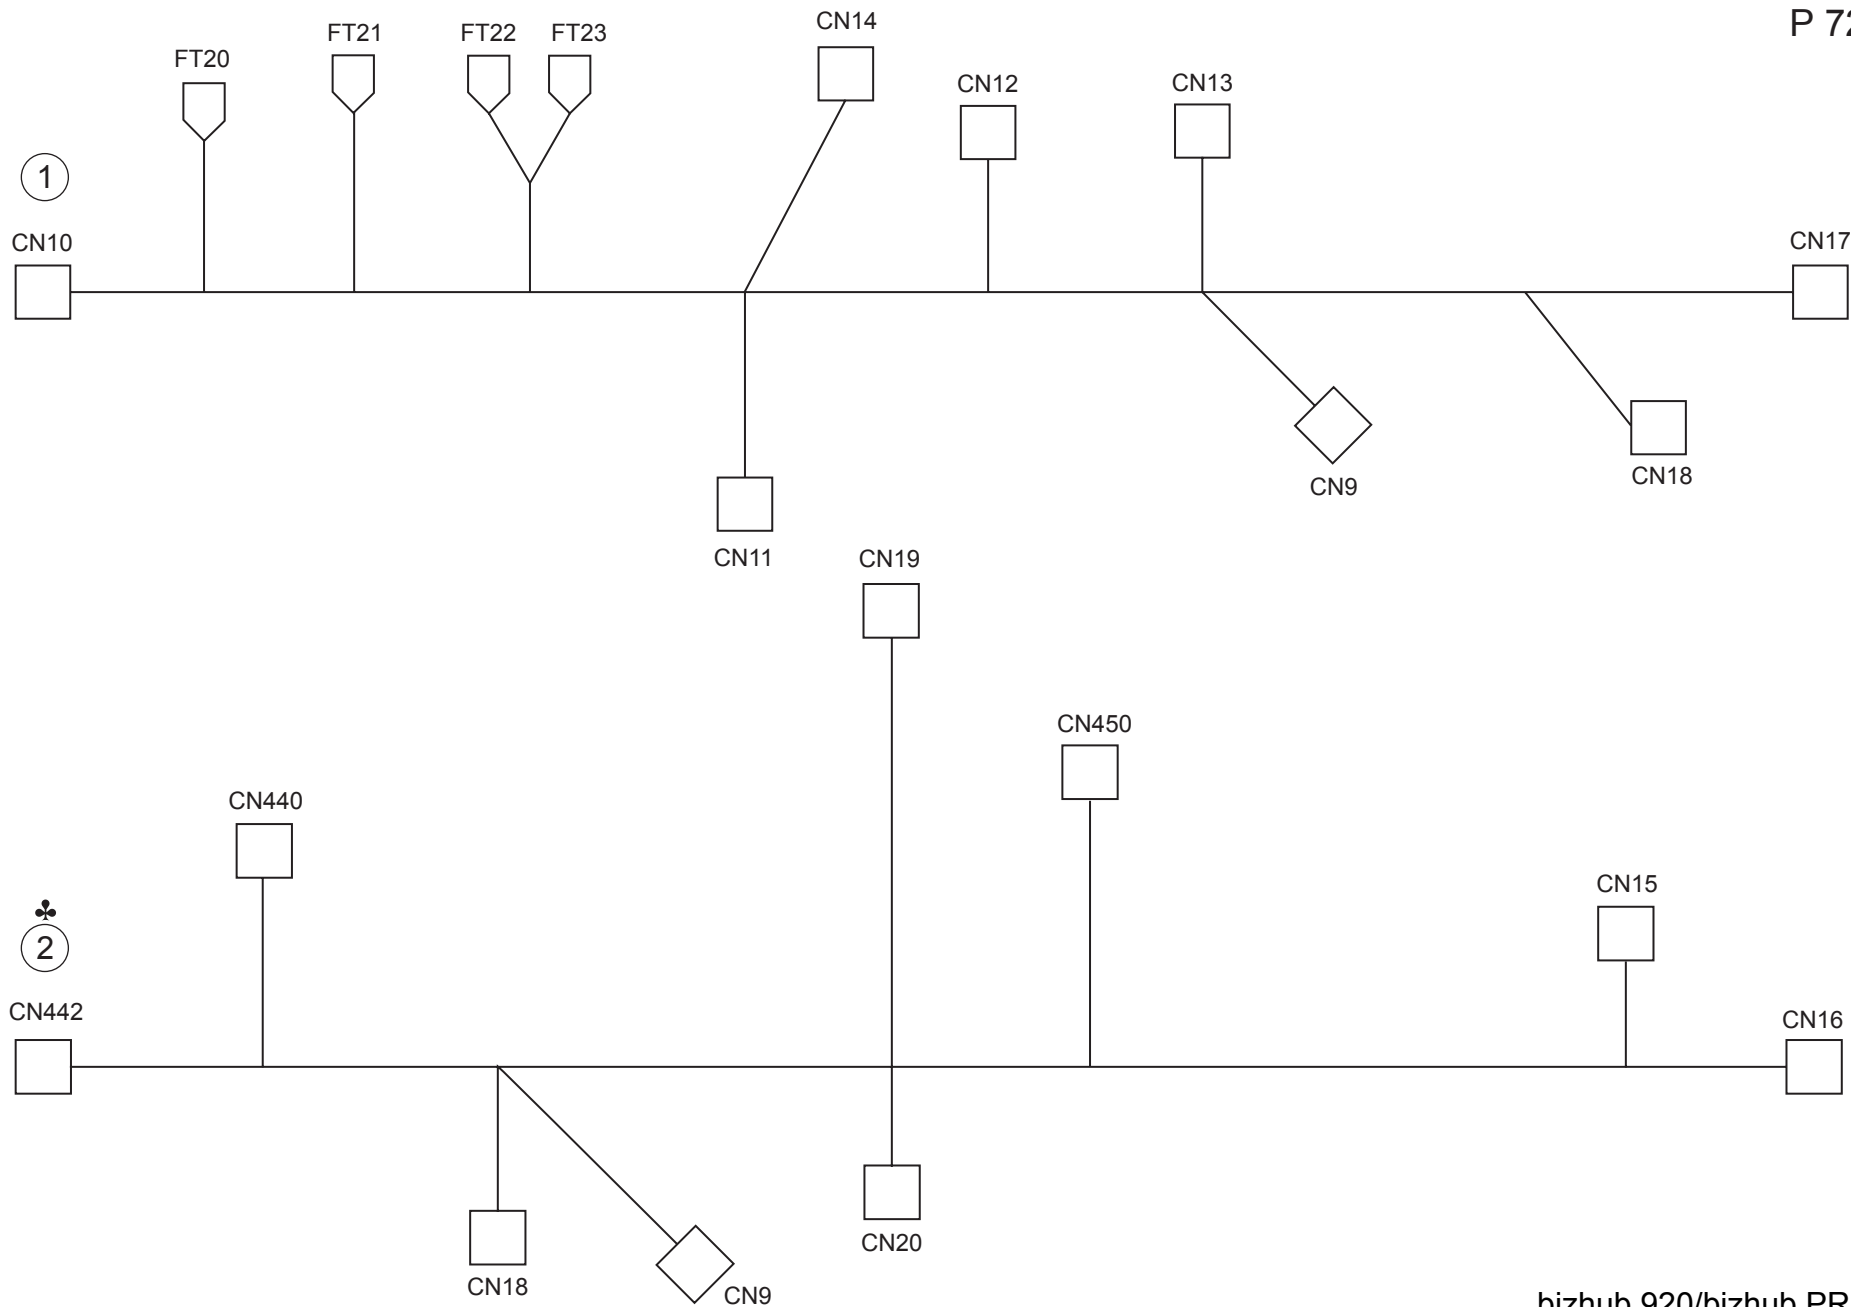 P 72
FT20
FT21
FT22
FT23
CN14
CN12
CN13
1
CN10
CN17
CN9
CN18
CN11
CN19
CN450
CN440
♣
2
CN442
CN15
CN16
CN18
CN9
CN20
bizhub 920/bizhub PR